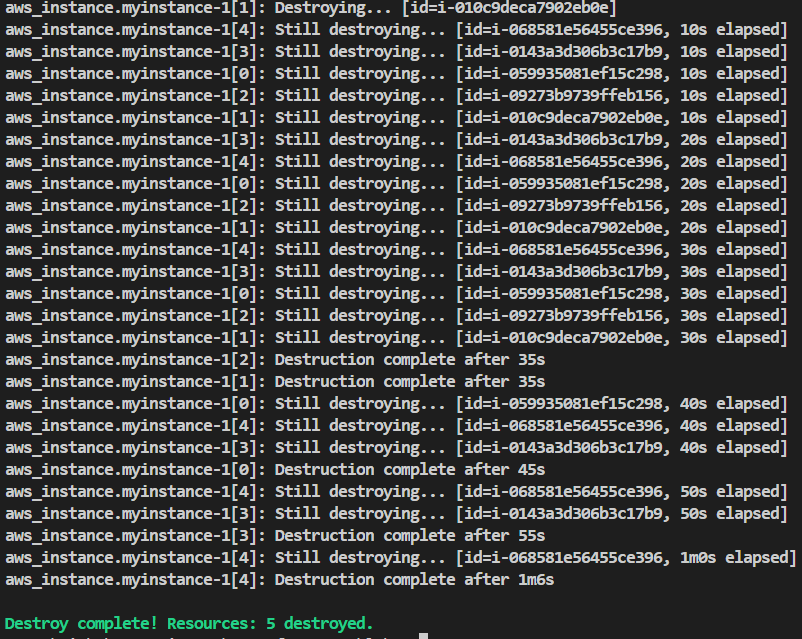 aws_instance.myinstance-1[1]: Destroying... [id=i-010c9deca7902eb0e]
aws_instance.myinstance-1[4]: Still destroying... [id=i-068581e56455ce396, 10s elapsed]
aws_instance.myinstance-1[3]: Still destroying... [id=i-0143a3d306b3c17b9, 10s elapsed]
aws_instance.myinstance-1[0]: Still destroying... [id=i-059935081ef15c298, 10s elapsed]
aws_instance.myinstance-1[2]: Still destroying... [id=i-09273b9739ffeb156, 10s elapsed]
aws_instance.myinstance-1[1]: Still destroying... [id=i-010c9deca7902eb0e, 10s elapsed]
aws_instance.myinstance-1[3]: Still destroying... [id=i-0143a3d306b3c17b9, 20s elapsed]
aws_instance.myinstance-1[4]: Still destroying... [id=i-068581e56455ce396, 20s elapsed]
aws_instance.myinstance-1[0]: Still destroying... [id=i-059935081ef15c298, 20s elapsed]
aws_instance.myinstance-1[2]: Still destroying... [id=i-09273b9739ffeb156, 20s elapsed]
aws_instance.myinstance-1[1]: Still destroying... [id=i-010c9deca7902eb0e, 20s elapsed]
aws_instance.myinstance-1[4]: Still destroying... [id=i-068581e56455ce396, 30s elapsed]
aws_instance.myinstance-1[3]: Still destroying... [id=i-0143a3d306b3c17b9, 30s elapsed]
aws_instance.myinstance-1[0]: Still destroying... [id=i-059935081ef15c298, 30s elapsed]
aws_instance.myinstance-1[2]: Still destroying... [id=i-09273b9739ffeb156, 30s elapsed]
aws_instance.myinstance-1[1]: Still destroying... [id=i-010c9deca7902eb0e, 30s elapsed]
aws_instance.myinstance-1[2]: Destruction complete after 35s
aws_instance.myinstance-1[1]: Destruction complete after 35s
aws_instance.myinstance-1[0]: Still destroying... [id=i-059935081ef15c298, 40s elapsed]
aws_instance.myinstance-1[4]: Still destroying... [id=i-068581e56455ce396, 40s elapsed]
aws_instance.myinstance-1[3]: Still destroying... [id=i-0143a3d306b3c17b9, 40s elapsed]
aws_instance.myinstance-1[0]: Destruction complete after 45s
aws_instance.myinstance-1[4]: Still destroying... [id=i-068581e56455ce396, 50s elapsed]
aws_instance.myinstance-1[3]: Still destroying... [id=i-0143a3d306b3c17b9, 50s elapsed]
aws_instance.myinstance-1[3]: Destruction complete after 55s
aws_instance.myinstance-1[4]: Still destroying... [id=i-068581e56455ce396, 1m0s elapsed]
aws_instance.myinstance-1[4]: Destruction complete after 1m6s
Destroy complete! Resources: 5 destroyed.